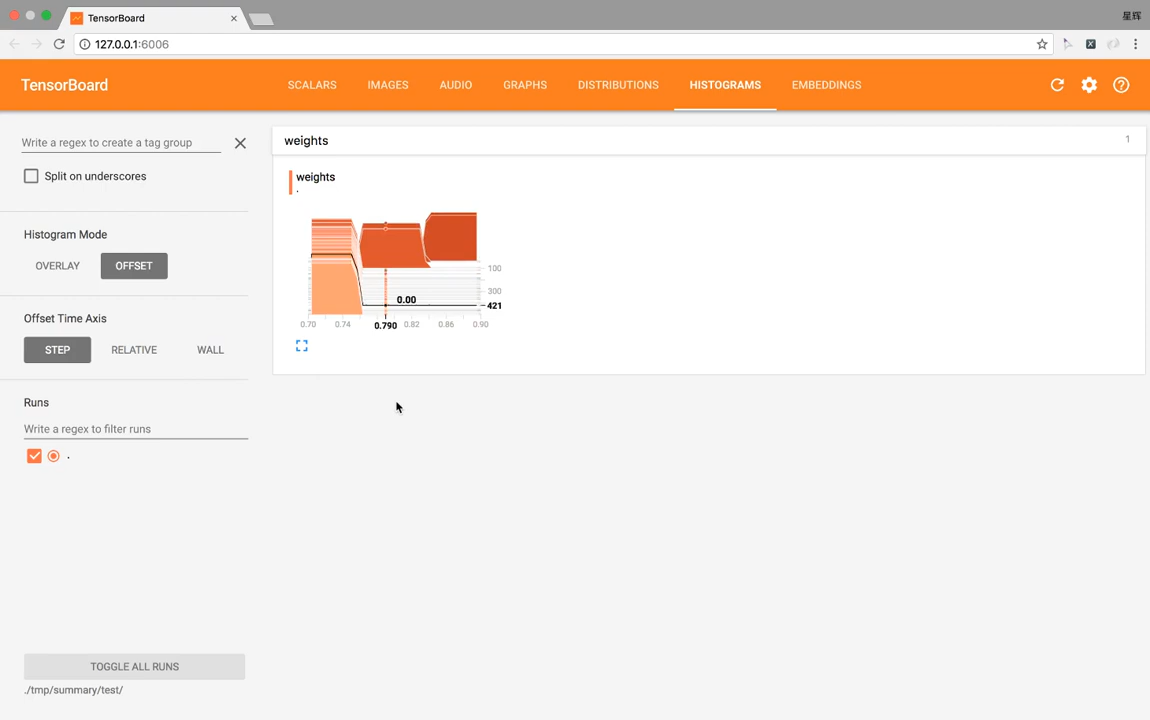 TensorBoard
星辉
127.0.0.1:6006
TensorBoard
SCALARS
IMAGES
AUDIO
GRAPHS
DISTRIBUTIONS
HISTOGRAMS
EMBEDDINGS
Write a regex to create a tag group
Split on underscores
Histogram Mode
OVERLAY
OFFSET
Offset Time Axis
STEP
RELATIVE
WALL
Runs
Write a regex to filter runs
.
TOGGLE ALL RUNS
./tmp/summary/test/
weights
1
weights
.
100
300
421
0.00
0.70
0.74
0.790
0.82
0.86
0.90